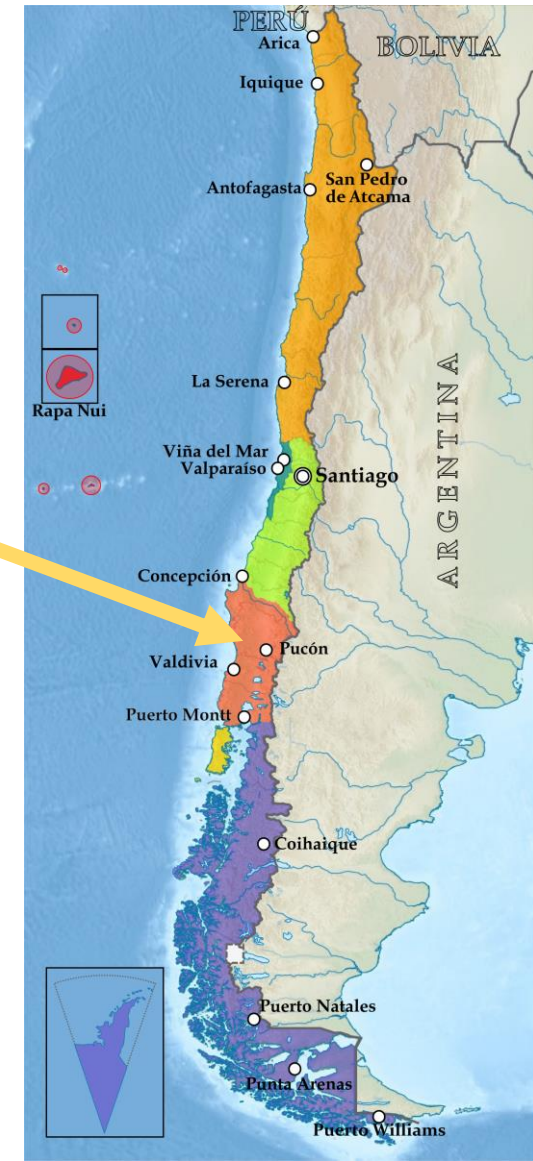 PERÚ
Arica
BOLIVIA
Iquique
San Pedro
de Atcama
Antofagasta
La Serena
Rapa Nui
ARGENTINA
Viña del Mar
Valparaíso
Santiago
Concepción
Pucón
Valdivia
Puerto Montt
Coihaique
Puerto Natales
Punta Arenas
Puerto Williams